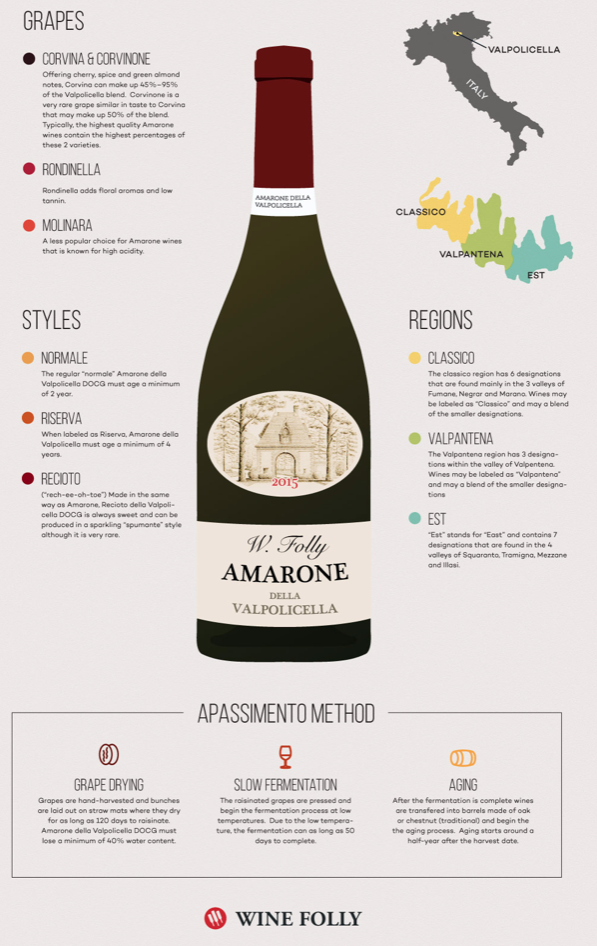 GRAPES
CORVINA & CORVINONE
Offering cherry, spice and green almond
notes, Corvina can make up 45%–95%
of the Valpolicella blend. Corvinone is a
very rare grape similar in taste to Corvina
that may make up 50% of the blend.
Typically, the highest quality Amarone
wines contain the highest percentages of
these 2 varieties.
RONDINELLA
Rondinella adds floral aromas and low
tannin.
MOLINARA
A less popular choice for Amarone wines
that is known for high acidity.
STYLES
NORMALE
The regular “normale” Amarone della
Valpolicella DOCG must age a minimum
of 2 year.
RISERVA
When labeled as Riserva, Amarone della
Valpolicella must age a minimum of 4
years.
RECIOTO
(“rech-ee-oh-toe”) Made in the same
way as Amarone, Recioto della Valpoli-
cella DOCG is always sweet and can be
produced in a sparkling “spumante” style
although it is very rare.
AMARONE DELLA
VALPOLICELLA
2015
W. Folly
AMARONE
DELLA
VALPOLICELLA
VALPOLICELLA
ITALY
CLASSICO
VALPANTENA
EST
REGIONS
CLASSICO
The classico region has 6 designations
that are found mainly in the 3 valleys of
Fumane, Negrar and Marano. Wines may
be labeled as “Classico” and may a blend
of the smaller designations.
VALPANTENA
The Valpantena region has 3 designa-
tions within the valley of Valpentena.
Wines may be labeled as “Valpantena”
and may a blend of the smaller designa-
tions
EST
“Est” stands for “East” and contains 7
designations that are found in the 4
valleys of Squaranto, Tramigna, Mezzane
and Illasi.
APASSIMENTO METHOD
GRAPE DRYING
Grapes are hand-harvested and bunches
are laid out on straw mats where they dry
for as long as 120 days to raisinate.
Amarone della Valpolicella DOCG must
lose a minimum of 40% water content.
SLOW FERMENTATION
The raisinated grapes are pressed and
begin the fermentation process at low
temperatures. Due to the low tempera-
ture, the fermentation can as long as 50
days to complete.
AGING
After the fermentation is complete wines
are transfered into barrels made of oak
or chestnut (traditional) and begin the
the aging process. Aging starts around a
half-year after the harvest date.
WINE FOLLY